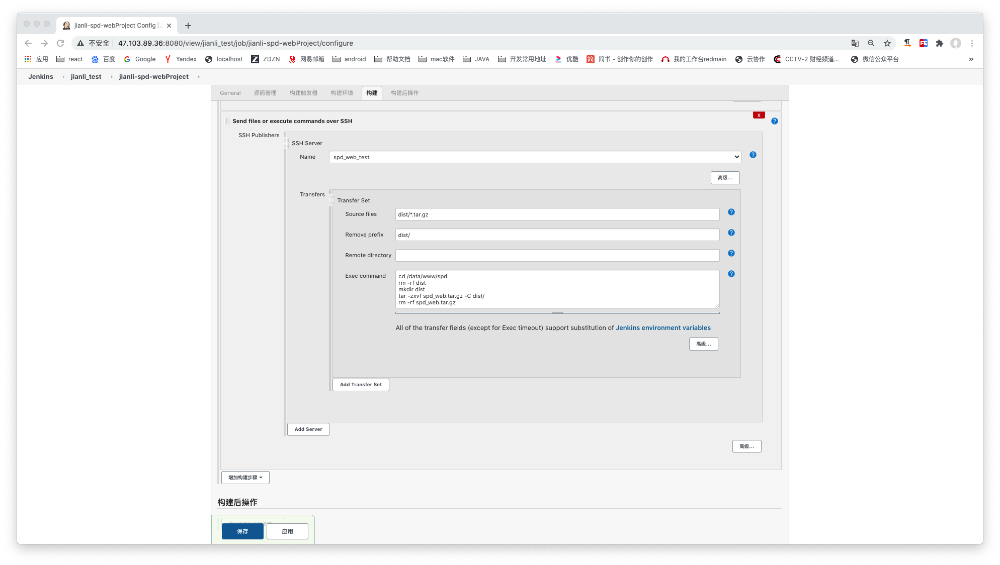 jianli-spd-webProject Config [
不安全 47.103.89.36:8080/view/jianli_test/job/jianli-spd-webProject/configure
应用 react 百度 Google Yandex localhost ZDZN 网易邮箱 android 帮助文档 mac软件 JAVA 开发常用地址 优酷 简书 - 创作你的创作 我的工作台redmain 云协作 CCTV-2 财经频道... 微信公众平台 »
Jenkins jianli_test jianli-spd-webProject
General 源码管理 构建触发器 构建环境 构建 构建后操作
X
Send files or execute commands over SSH
SSH Publishers
SSH Server
Name spd_web_test
高级...
Transfers
Transfer Set
Source files dist/*.tar.gz
Remove prefix dist/
Remote directory
Exec command cd /data/www/spd
rm -rf dist
mkdir dist
tar -zxvf spd_web.tar.gz -C dist/
rm -rf spd_web.tar.gz
All of the transfer fields (except for Exec timeout) support substitution of Jenkins environment variables
高级...
Add Transfer Set
Add Server
高级...
增加构建步骤
构建后操作
增加构建后操作步骤
保存 应用